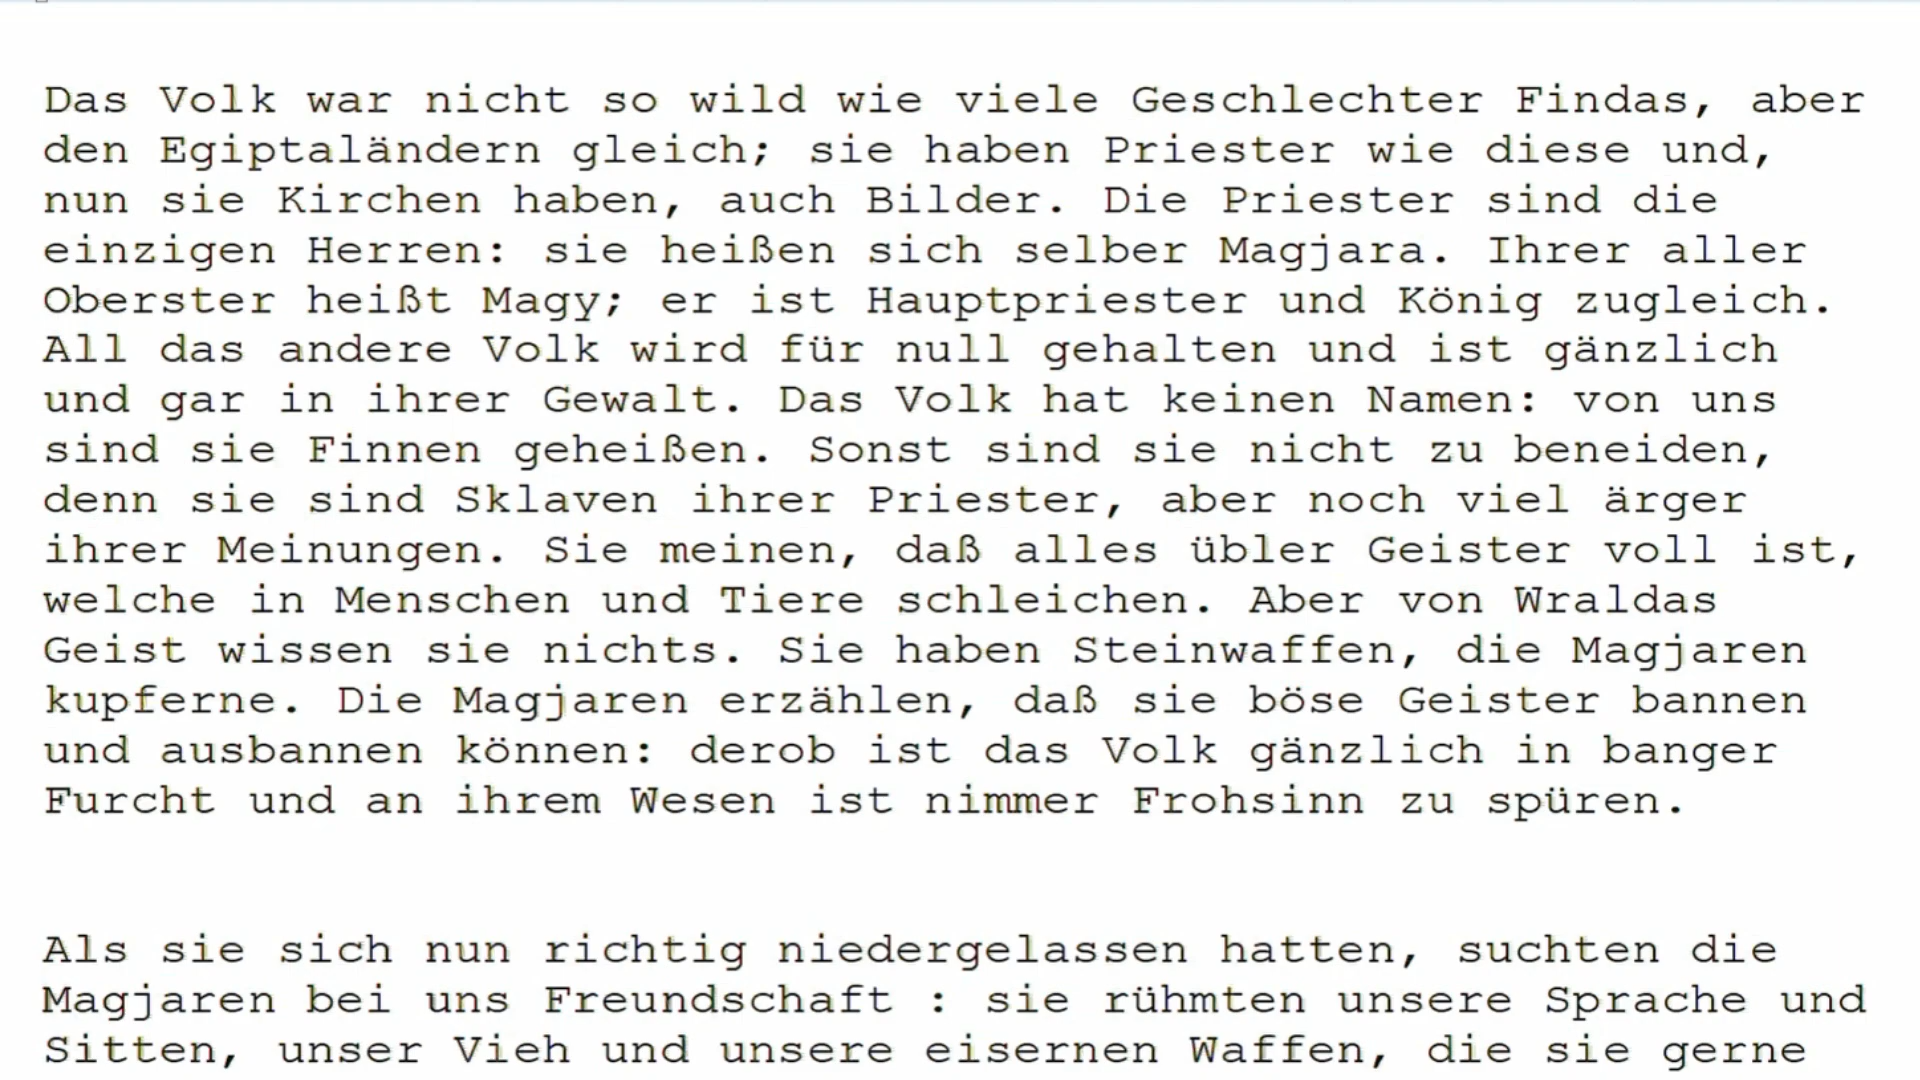 Das Volk war nicht so wild wie viele Geschlechter Findas, aber
den Egiptaländern gleich; sie haben Priester wie diese und,
nun sie Kirchen haben, auch Bilder. Die Priester sind die
einzigen Herren: sie heißen sich selber Magjara. Ihrer aller
Oberster heißt Magy; er ist Hauptpriester und König zugleich.
All das andere Volk wird für null gehalten und ist gänzlich
und gar in ihrer Gewalt. Das Volk hat keinen Namen: von uns
sind sie Finnen geheißen. Sonst sind sie nicht zu beneiden,
denn sie sind Sklaven ihrer Priester, aber noch viel ärger
ihrer Meinungen. Sie meinen, daß alles übler Geister voll ist,
welche in Menschen und Tiere schleichen. Aber von Wraldas
Geist wissen sie nichts. Sie haben Steinwaffen, die Magjaren
kupferne. Die Magjaren erzählen, daß sie böse Geister bannen
und ausbannen können: derob ist das Volk gänzlich in banger
Furcht und an ihrem Wesen ist nimmer Frohsinn zu spüren.
Als sie sich nun richtig niedergelassen hatten, suchten die
Magjaren bei uns Freundschaft : sie rühmten unsere Sprache und
Sitten, unser Vieh und unsere eisernen Waffen, die sie gerne